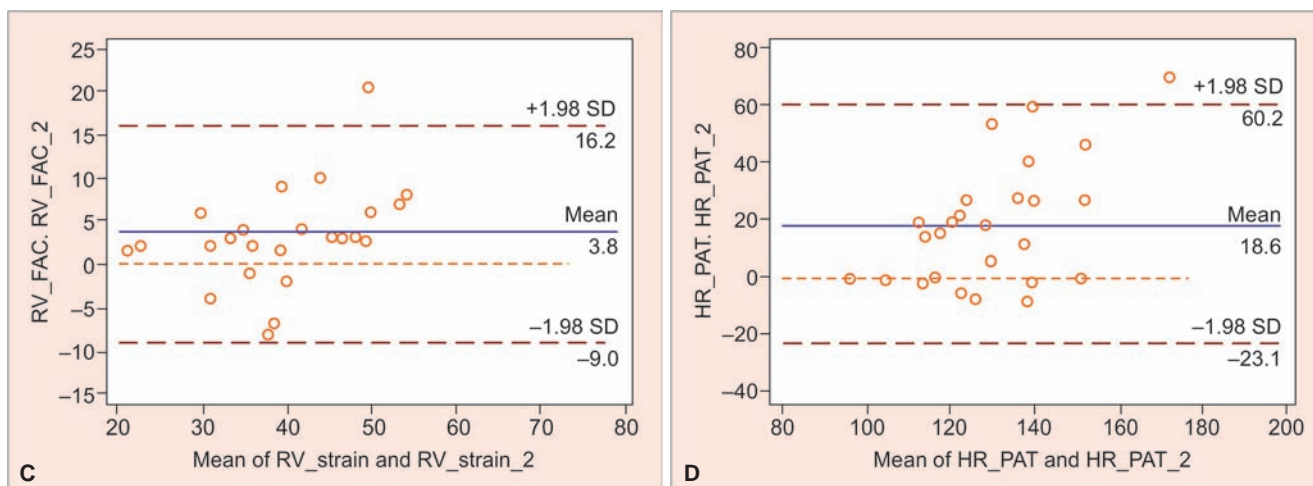 25
20
15
10
5
0
–5
–10
–15
RV_FAC. RV_FAC_2
+1.98 SD
16.2
Mean
3.8
–1.98 SD
–9.0
20 30 40 50 60 70 80
Mean of RV_strain and RV_strain_2
C
80
60
40
20
0
–20
–40
HR_PAT. HR_PAT_2
+1.98 SD
60.2
Mean
18.6
–1.98 SD
–23.1
80 100 120 140 160 180 200
Mean of HR_PAT and HR_PAT_2
D